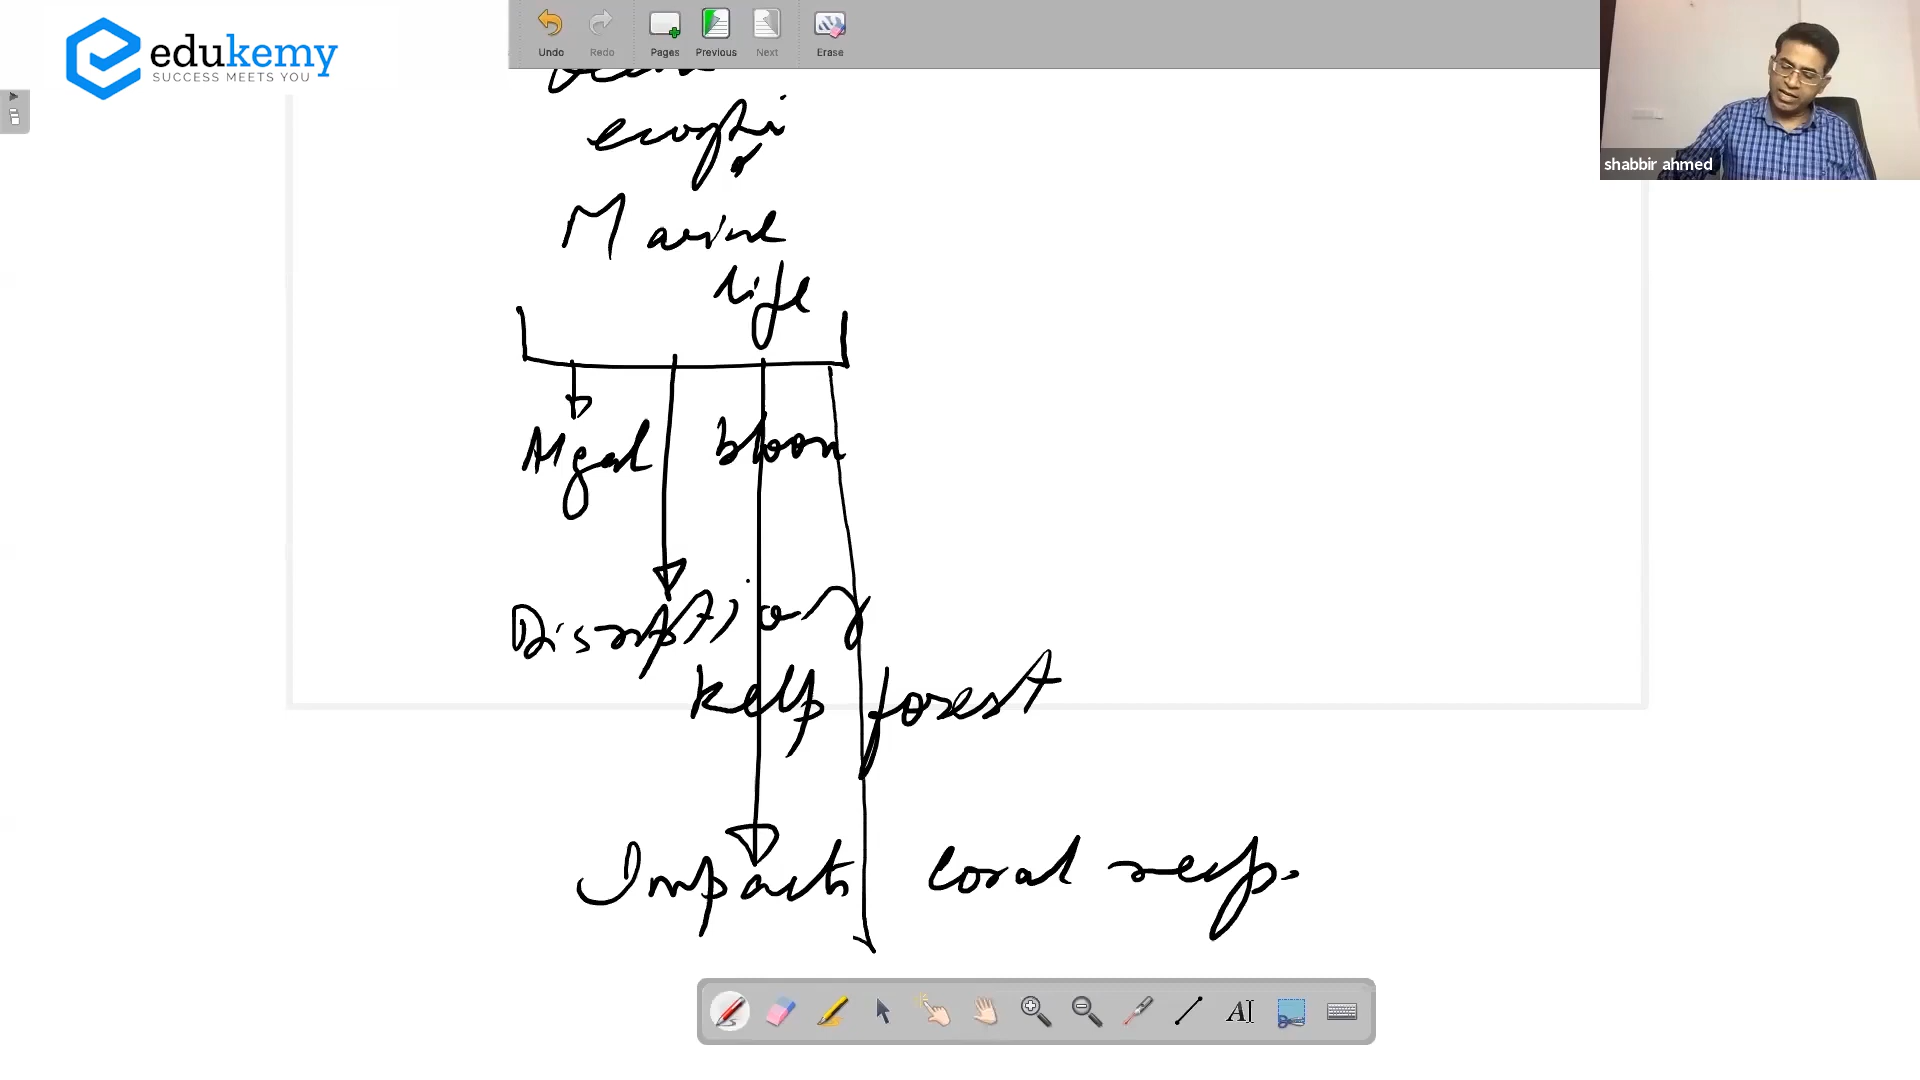 edukemy
SUCCESS MEETS YOU
Undo
Redo
Pages
Previous
Next
Erase
shabbir ahmed
Marine
life
Algal bloom
Disruption of
kelp forest
Impacts coral reefs.